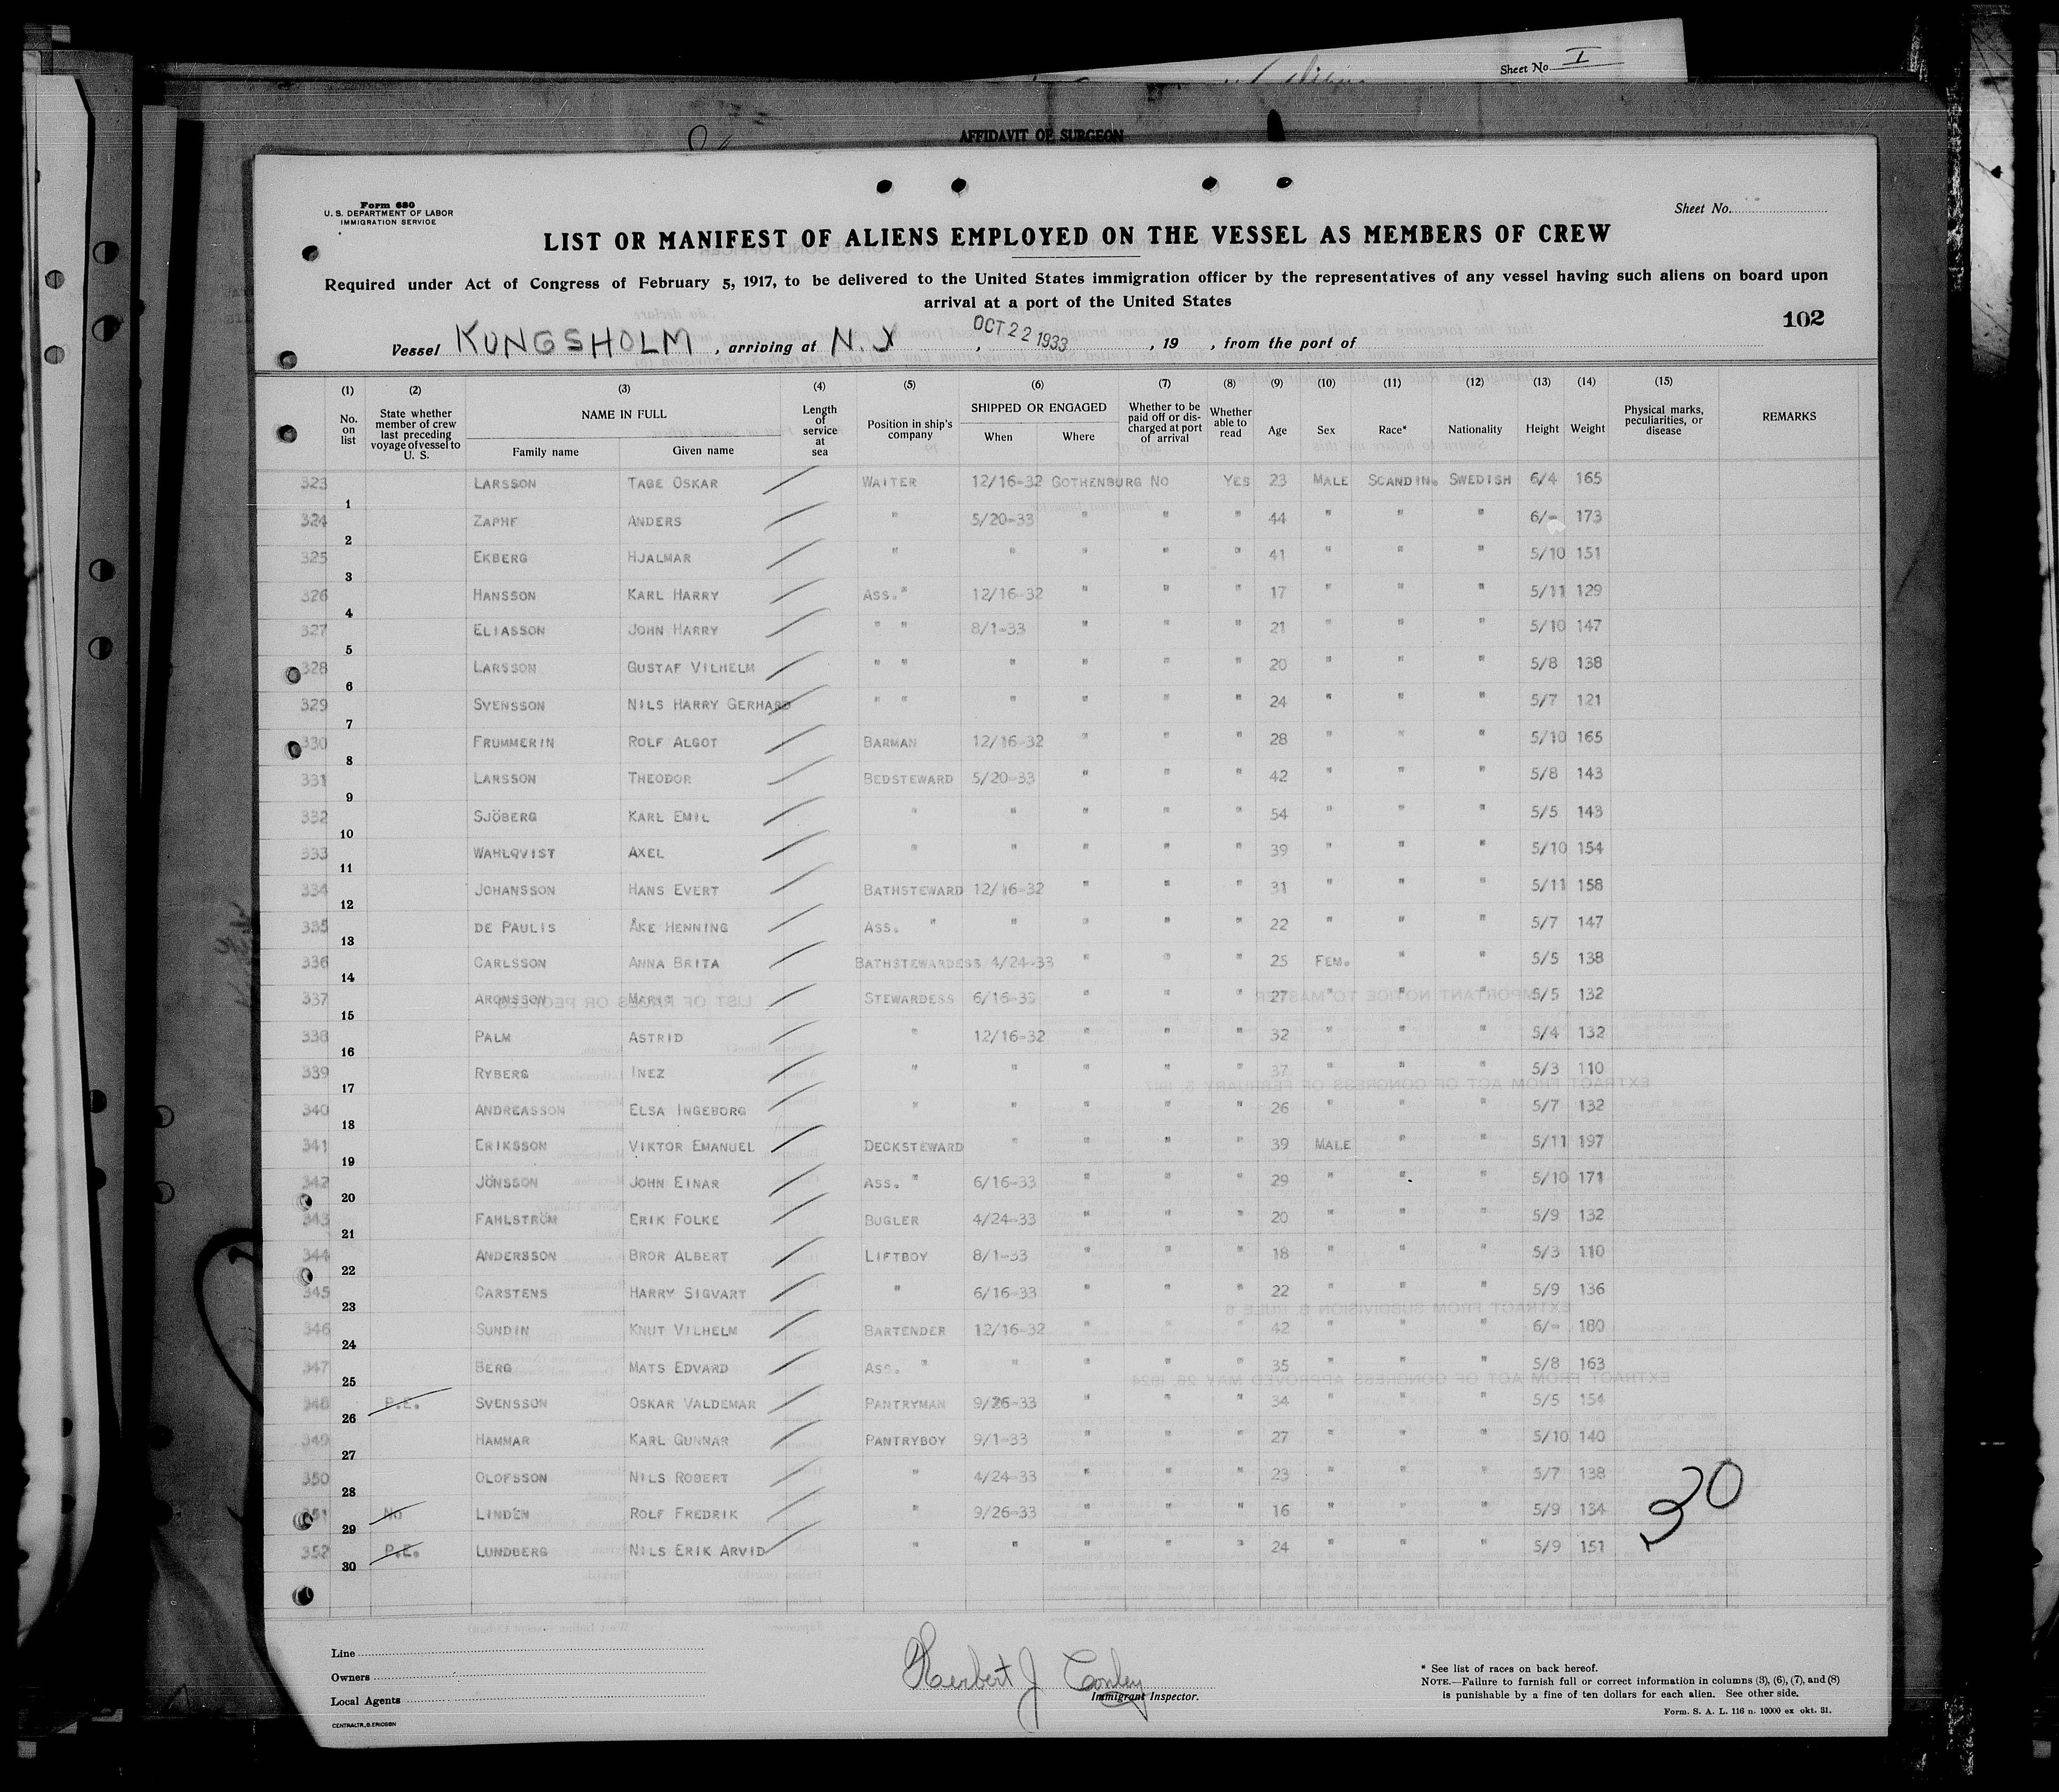 Sheet No. I
AFFIDAVIT OF SURGEON
Form 680
U. S. DEPARTMENT OF LABOR
IMMIGRATION SERVICE
Sheet No.
LIST OR MANIFEST OF ALIENS EMPLOYED ON THE VESSEL AS MEMBERS OF CREW
Required under Act of Congress of February 5, 1917, to be delivered to the United States immigration officer by the representatives of any vessel having such aliens on board upon
arrival at a port of the United States
102
Vessel KUNGSHOLM, arriving at N.Y, OCT 22 1933, 19 , from the port of
(1) (2) (3) (4) (5) (6) (7) (8) (9) (10) (11) (12) (13) (14) (15)
No. on list State whether member of crew last preceding voyage of vessel to U. S. NAME IN FULL Family name Given name Length of service at sea Position in ship's company SHIPPED OR ENGAGED When Where Whether to be paid off or discharged at port of arrival Whether able to read Age Sex Race* Nationality Height Weight Physical marks, peculiarities, or disease REMARKS
323 1 LARSSON TAGE OSKAR WAITER 12/16-32 GOTHENBURG NO YES 23 MALE SCANDIN. SWEDISH 6/4 165
324 2 ZAPHF ANDERS " 5/20-33 " " " 44 " " " 6/- 173
325 3 EKBERG HJALMAR " " " " " 41 " " " 5/10 151
326 4 HANSSON KARL HARRY ASS." 12/16-32 " " " 17 " " " 5/11 129
327 5 ELIASSON JOHN HARRY " " 8/1-33 " " " 21 " " " 5/10 147
328 6 LARSSON GUSTAF VILHELM " " " " " " 20 " " " 5/8 138
329 7 SVENSSON NILS HARRY GERHARD " " " " " " 24 " " " 5/7 121
330 8 FRUMMERIN ROLF ALGOT BARMAN 12/16-32 " " " 28 " " " 5/10 165
331 9 LARSSON THEODOR BEDSTEWARD 5/20-33 " " " 42 " " " 5/8 143
332 10 SJÖBERG KARL EMIL " " " " " 54 " " " 5/5 143
333 11 WAHLQVIST AXEL " " " " " 39 " " " 5/10 154
334 12 JOHANSSON HANS EVERT BATHSTEWARD 12/16-32 " " " 31 " " " 5/11 158
335 13 DE PAULIS ÅKE HENNING ASS. " " " " " 22 " " " 5/7 147
336 14 CARLSSON ANNA BRITA BATHSTEWARDESS 4/24-33 " " " 25 FEM. " " 5/5 138
337 15 ARONSSON MARIE STEWARDESS 6/16-33 " " " 27 " " " 5/5 132
338 16 PALM ASTRID " 12/16-32 " " " 32 " " " 5/4 132
339 17 RYBERG INEZ " " " " " 37 " " " 5/3 110
340 18 ANDREASSON ELSA INGEBORG " " " " " 26 " " " 5/7 132
341 19 ERIKSSON VIKTOR EMANUEL DECKSTEWARD " " " " 39 MALE " " 5/11 197
342 20 JÖNSSON JOHN EINAR ASS. " 6/16-33 " " " 29 " " " 5/10 171
343 21 FAHLSTRÖM ERIK FOLKE BUGLER 4/24-33 " " " 20 " " " 5/9 132
344 22 ANDERSSON BROR ALBERT LIFTBOY 8/1-33 " " " 18 " " " 5/3 110
345 23 CARSTENS HARRY SIGVART " 6/16-33 " " " 22 " " " 5/9 136
346 24 SUNDIN KNUT VILHELM BARTENDER 12/16-32 " " " 42 " " " 6/- 180
347 25 BERG MATS EDVARD ASS. " " " " " 35 " " " 5/8 163
348 26 P.E. SVENSSON OSKAR VALDEMAR PANTRYMAN 9/26-33 " " " 34 " " " 5/5 154
349 27 HAMMAR KARL GUNNAR PANTRYBOY 9/1-33 " " " 27 " " " 5/10 140
350 28 OLOFSSON NILS ROBERT " 4/24-33 " " " 23 " " " 5/7 138
351 29 NO LINDÉN ROLF FREDRIK " 9/26-33 " " " 16 " " " 5/9 134
352 30 P.E. LUNDBERG NILS ERIK ARVID " " " " " 24 " " " 5/9 151
30
Line
Owners
Local Agents
CENTRALTR,G.ERICSON
Herbert J Conley
Immigrant Inspector.
* See list of races on back hereof.
NOTE.—Failure to furnish full or correct information in columns (3), (6), (7), and (8)
is punishable by a fine of ten dollars for each alien. See other side.
Form. S. A. L. 116 n. 10000 ex okt. 31.